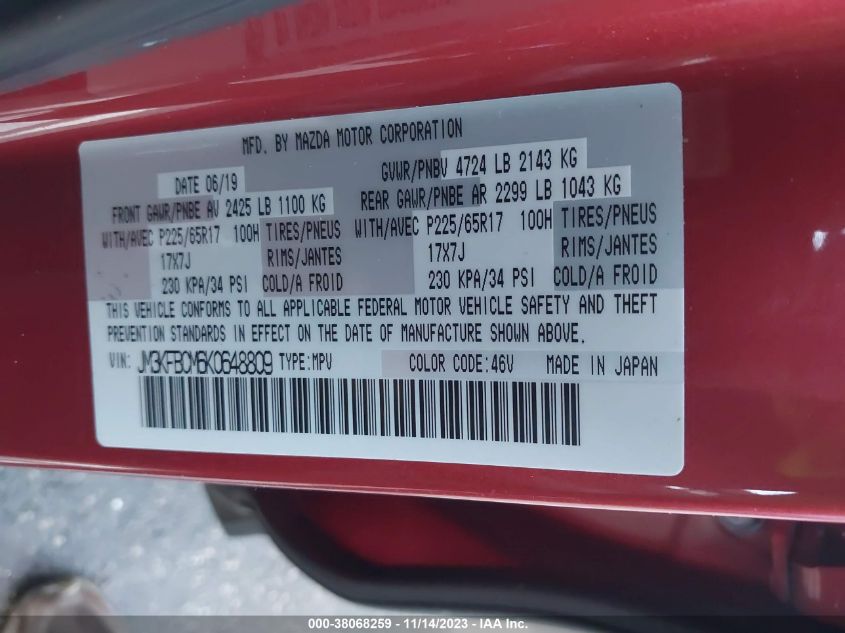 MFD. BY MAZDA MOTOR CORPORATION
DATE 06/19 GVWR/PNBV 4724 LB 2143 KG
FRONT GAWR/PNBE AV 2425 LB 1100 KG REAR GAWR/PNBE AR 2299 LB 1043 KG
WITH/AVEC P225/65R17 100H TIRES/PNEUS WITH/AVEC P225/65R17 100H TIRES/PNEUS
17X7J RIMS/JANTES 17X7J RIMS/JANTES
230 KPA/34 PSI COLD/A FROID 230 KPA/34 PSI COLD/A FROID
THIS VEHICLE CONFORMS TO ALL APPLICABLE FEDERAL MOTOR VEHICLE SAFETY AND THEFT
PREVENTION STANDARDS IN EFFECT ON THE DATE OF MANUFACTURE SHOWN ABOVE.
VIN: JM3KFBCM6K0648809 TYPE:MPV COLOR CODE:46V MADE IN JAPAN
000-38068259 - 11/14/2023 - IAA Inc.